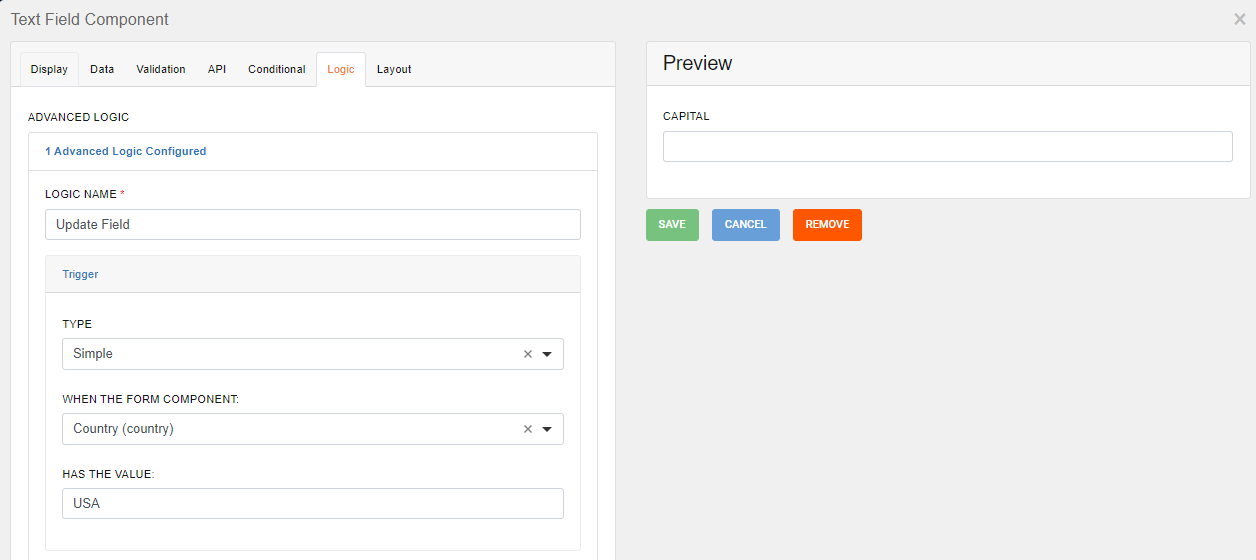 Text Field Component
×
Display Data Validation API Conditional Logic Layout
ADVANCED LOGIC
1 Advanced Logic Configured
LOGIC NAME *
Update Field
Trigger
TYPE
Simple
WHEN THE FORM COMPONENT:
Country (country)
HAS THE VALUE:
USA
Preview
CAPITAL
SAVE CANCEL REMOVE